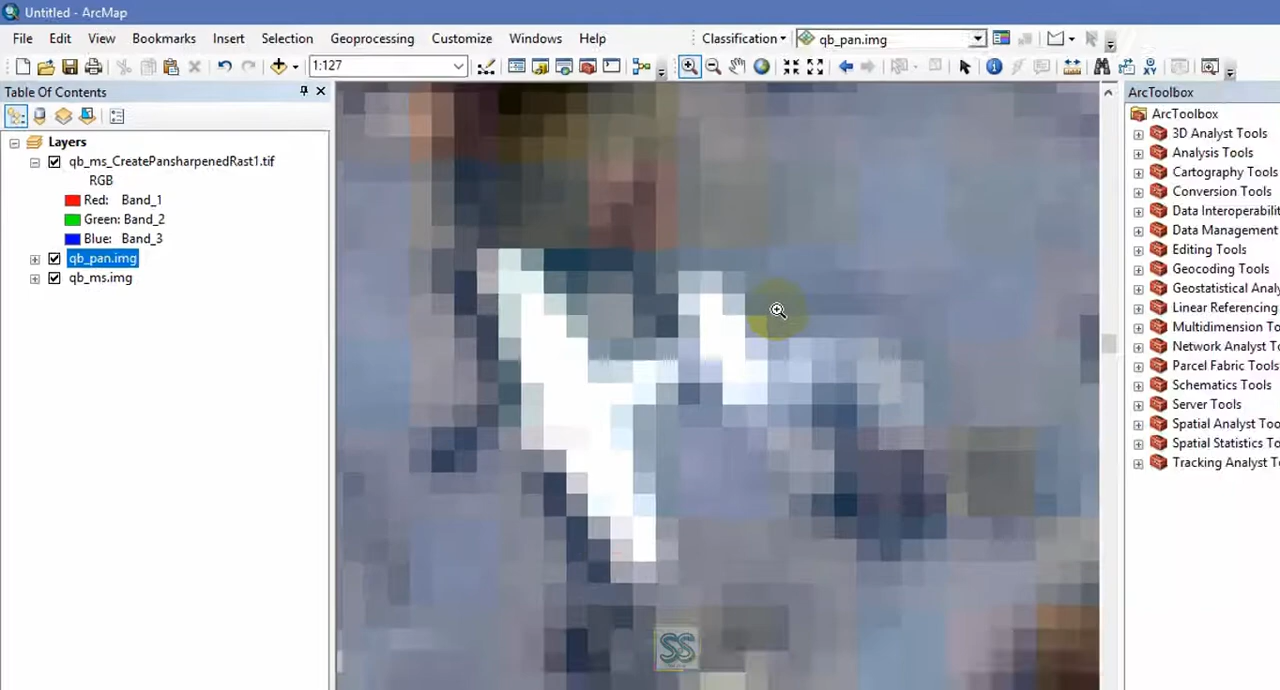 Untitled - ArcMap
File Edit View Bookmarks Insert Selection Geoprocessing Customize Windows Help Classification qb_pan.img
1:127
Table Of Contents
Layers
qb_ms_CreatePansharpenedRast1.tif
RGB
Red: Band_1
Green: Band_2
Blue: Band_3
qb_pan.img
qb_ms.img
ArcToolbox
ArcToolbox
3D Analyst Tools
Analysis Tools
Cartography Tools
Conversion Tools
Data Interoperabili
Data Management
Editing Tools
Geocoding Tools
Geostatistical Analy
Linear Referencing
Multidimension To
Network Analyst T
Parcel Fabric Tools
Schematics Tools
Server Tools
Spatial Analyst Too
Spatial Statistics To
Tracking Analyst T
SS